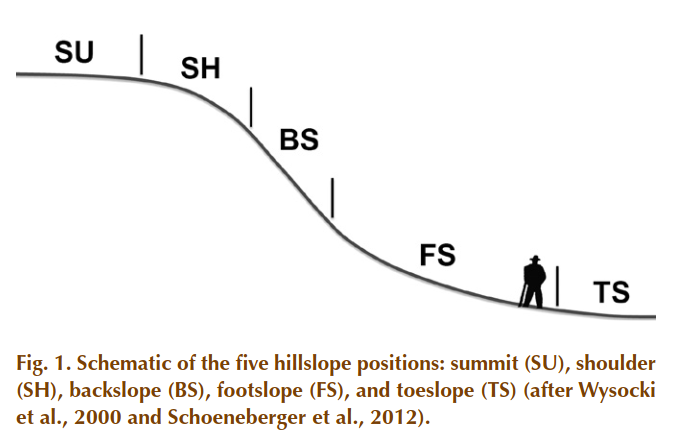 SU
SH
BS
FS
TS
Fig. 1. Schematic of the five hillslope positions: summit (SU), shoulder
(SH), backslope (BS), footslope (FS), and toeslope (TS) (after Wysocki
et al., 2000 and Schoeneberger et al., 2012).